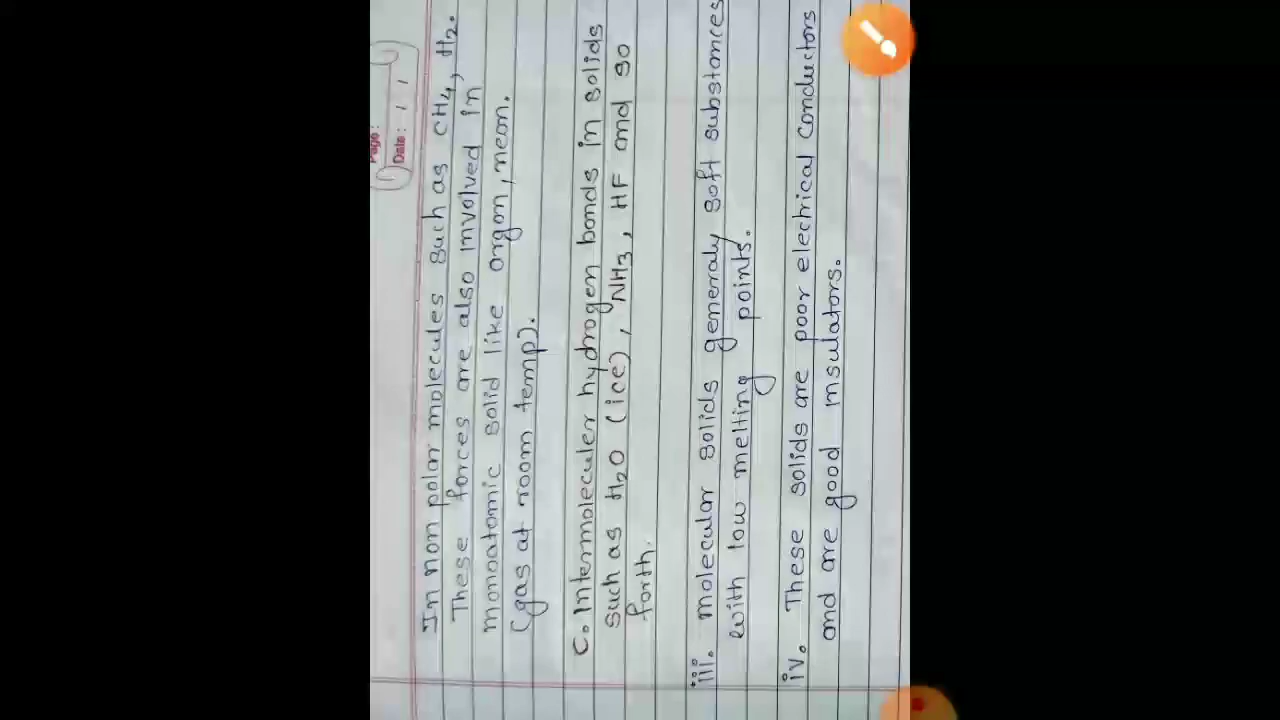 Page:
Date: / /
In non polar molecules such as CH4, H2.
These forces are also involved in
monoatomic solid like argon, neon.
(gas at room temp).
C. Intermoleculer hydrogen bonds in solids
such as H2O (ice), NH3, HF and so
forth.
iii. molecular solids generaly soft substances
with low melting points.
iv. These solids are poor electrical conductors
and are good insulators.